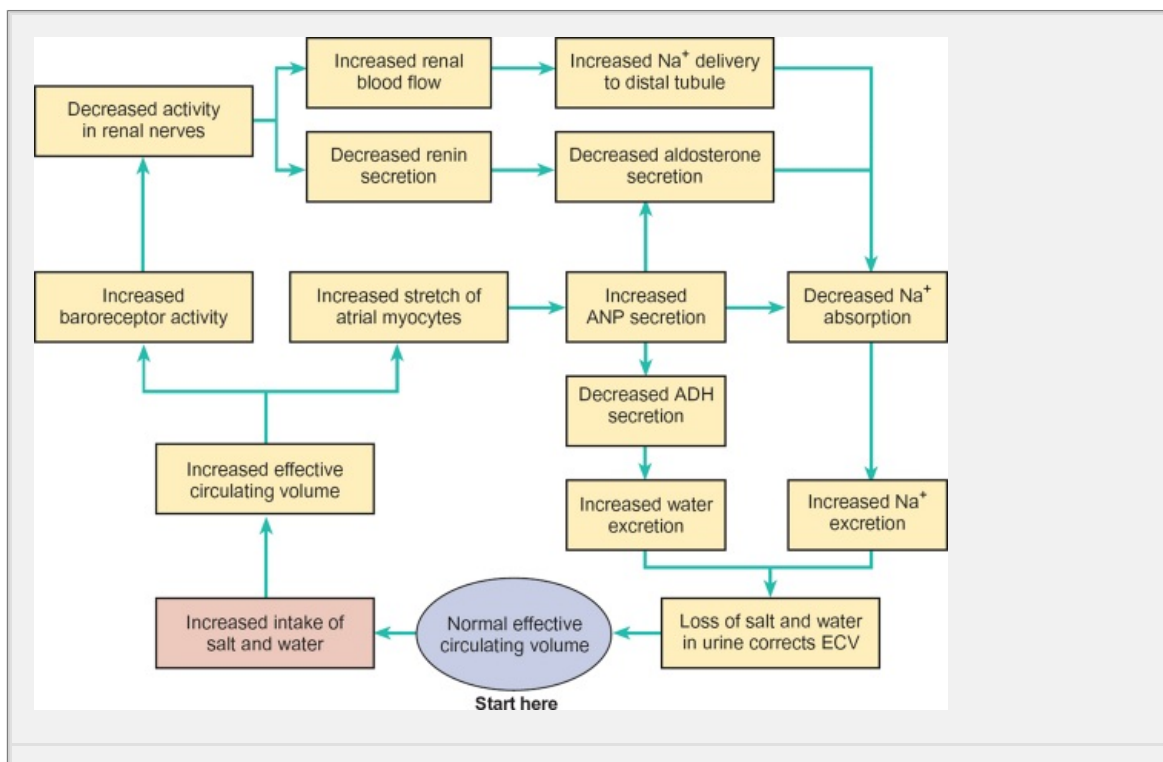 Increased renal
blood flow
Increased Na+ delivery
to distal tubule
Decreased activity
in renal nerves
Decreased renin
secretion
Decreased aldosterone
secretion
Increased
baroreceptor activity
Increased stretch of
atrial myocytes
Increased
ANP secretion
Decreased Na+
absorption
Decreased ADH
secretion
Increased effective
circulating volume
Increased water
excretion
Increased Na+
excretion
Increased intake of
salt and water
Normal effective
circulating volume
Loss of salt and water
in urine corrects ECV
Start here